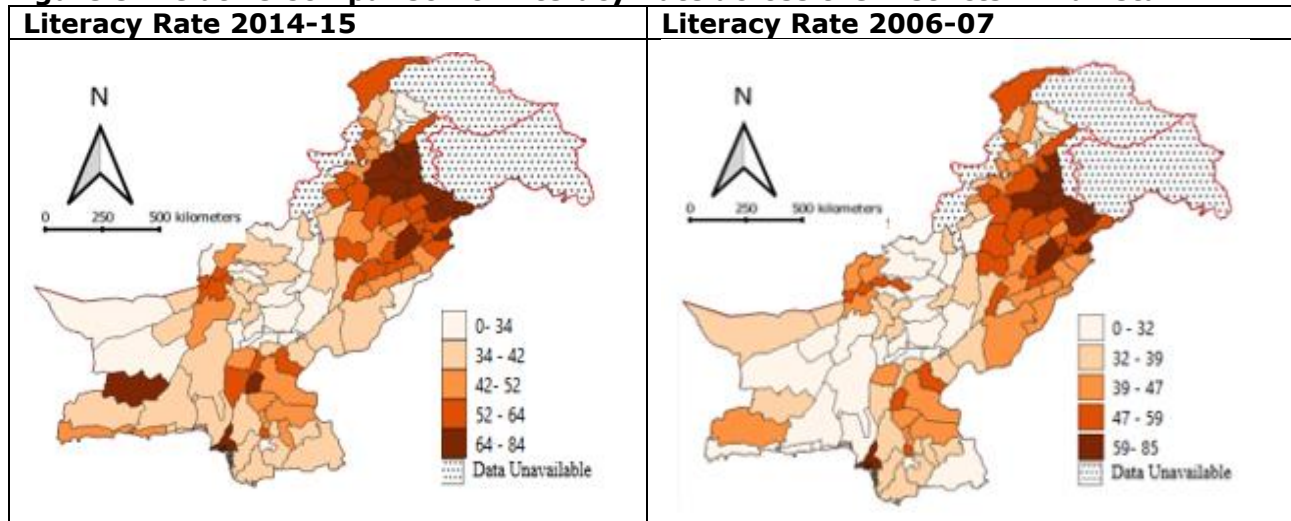 Literacy Rate 2014-15
Literacy Rate 2006-07
N
0 250 500 kilometers
0- 34
34 - 42
42- 52
52 - 64
64 - 84
Data Unavailable
N
0 250 500 kilometers
0 - 32
32 - 39
39 - 47
47 - 59
59- 85
Data Unavailable